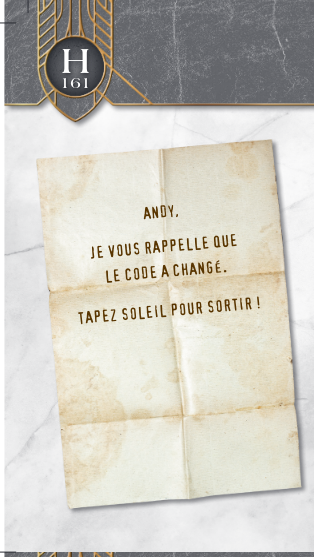 H
161
ANDY,
JE VOUS RAPPELLE QUE
LE CODE A CHANGÉ.
TAPEZ SOLEIL POUR SORTIR !